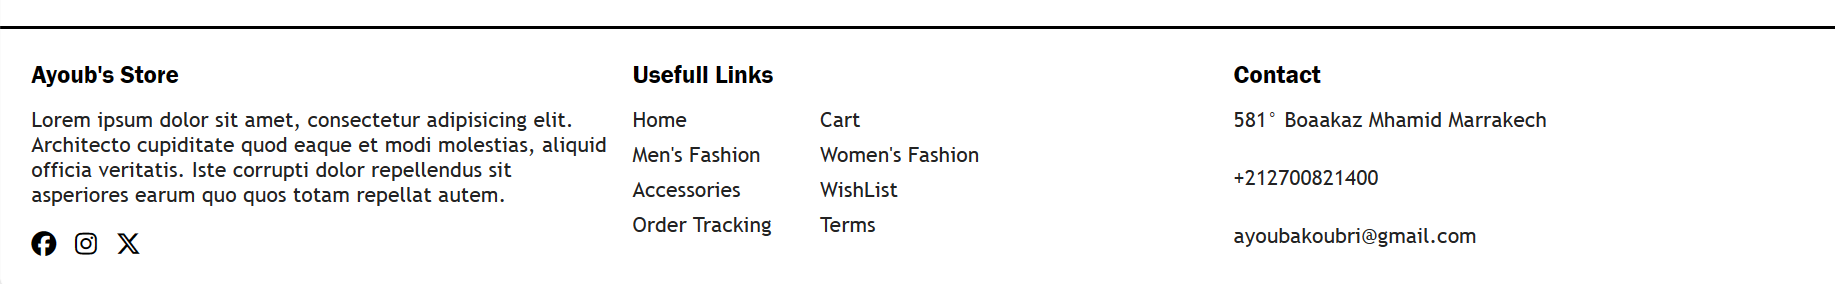 Ayoub's Store
Lorem ipsum dolor sit amet, consectetur adipisicing elit.
Architecto cupiditate quod eaque et modi molestias, aliquid
officia veritatis. Iste corrupti dolor repellendus sit
asperiores earum quo quos totam repellat autem.
Usefull Links
Home
Men's Fashion
Accessories
Order Tracking
Cart
Women's Fashion
WishList
Terms
Contact
581° Boaakaz Mhamid Marrakech
+212700821400
ayoubakoubri@gmail.com